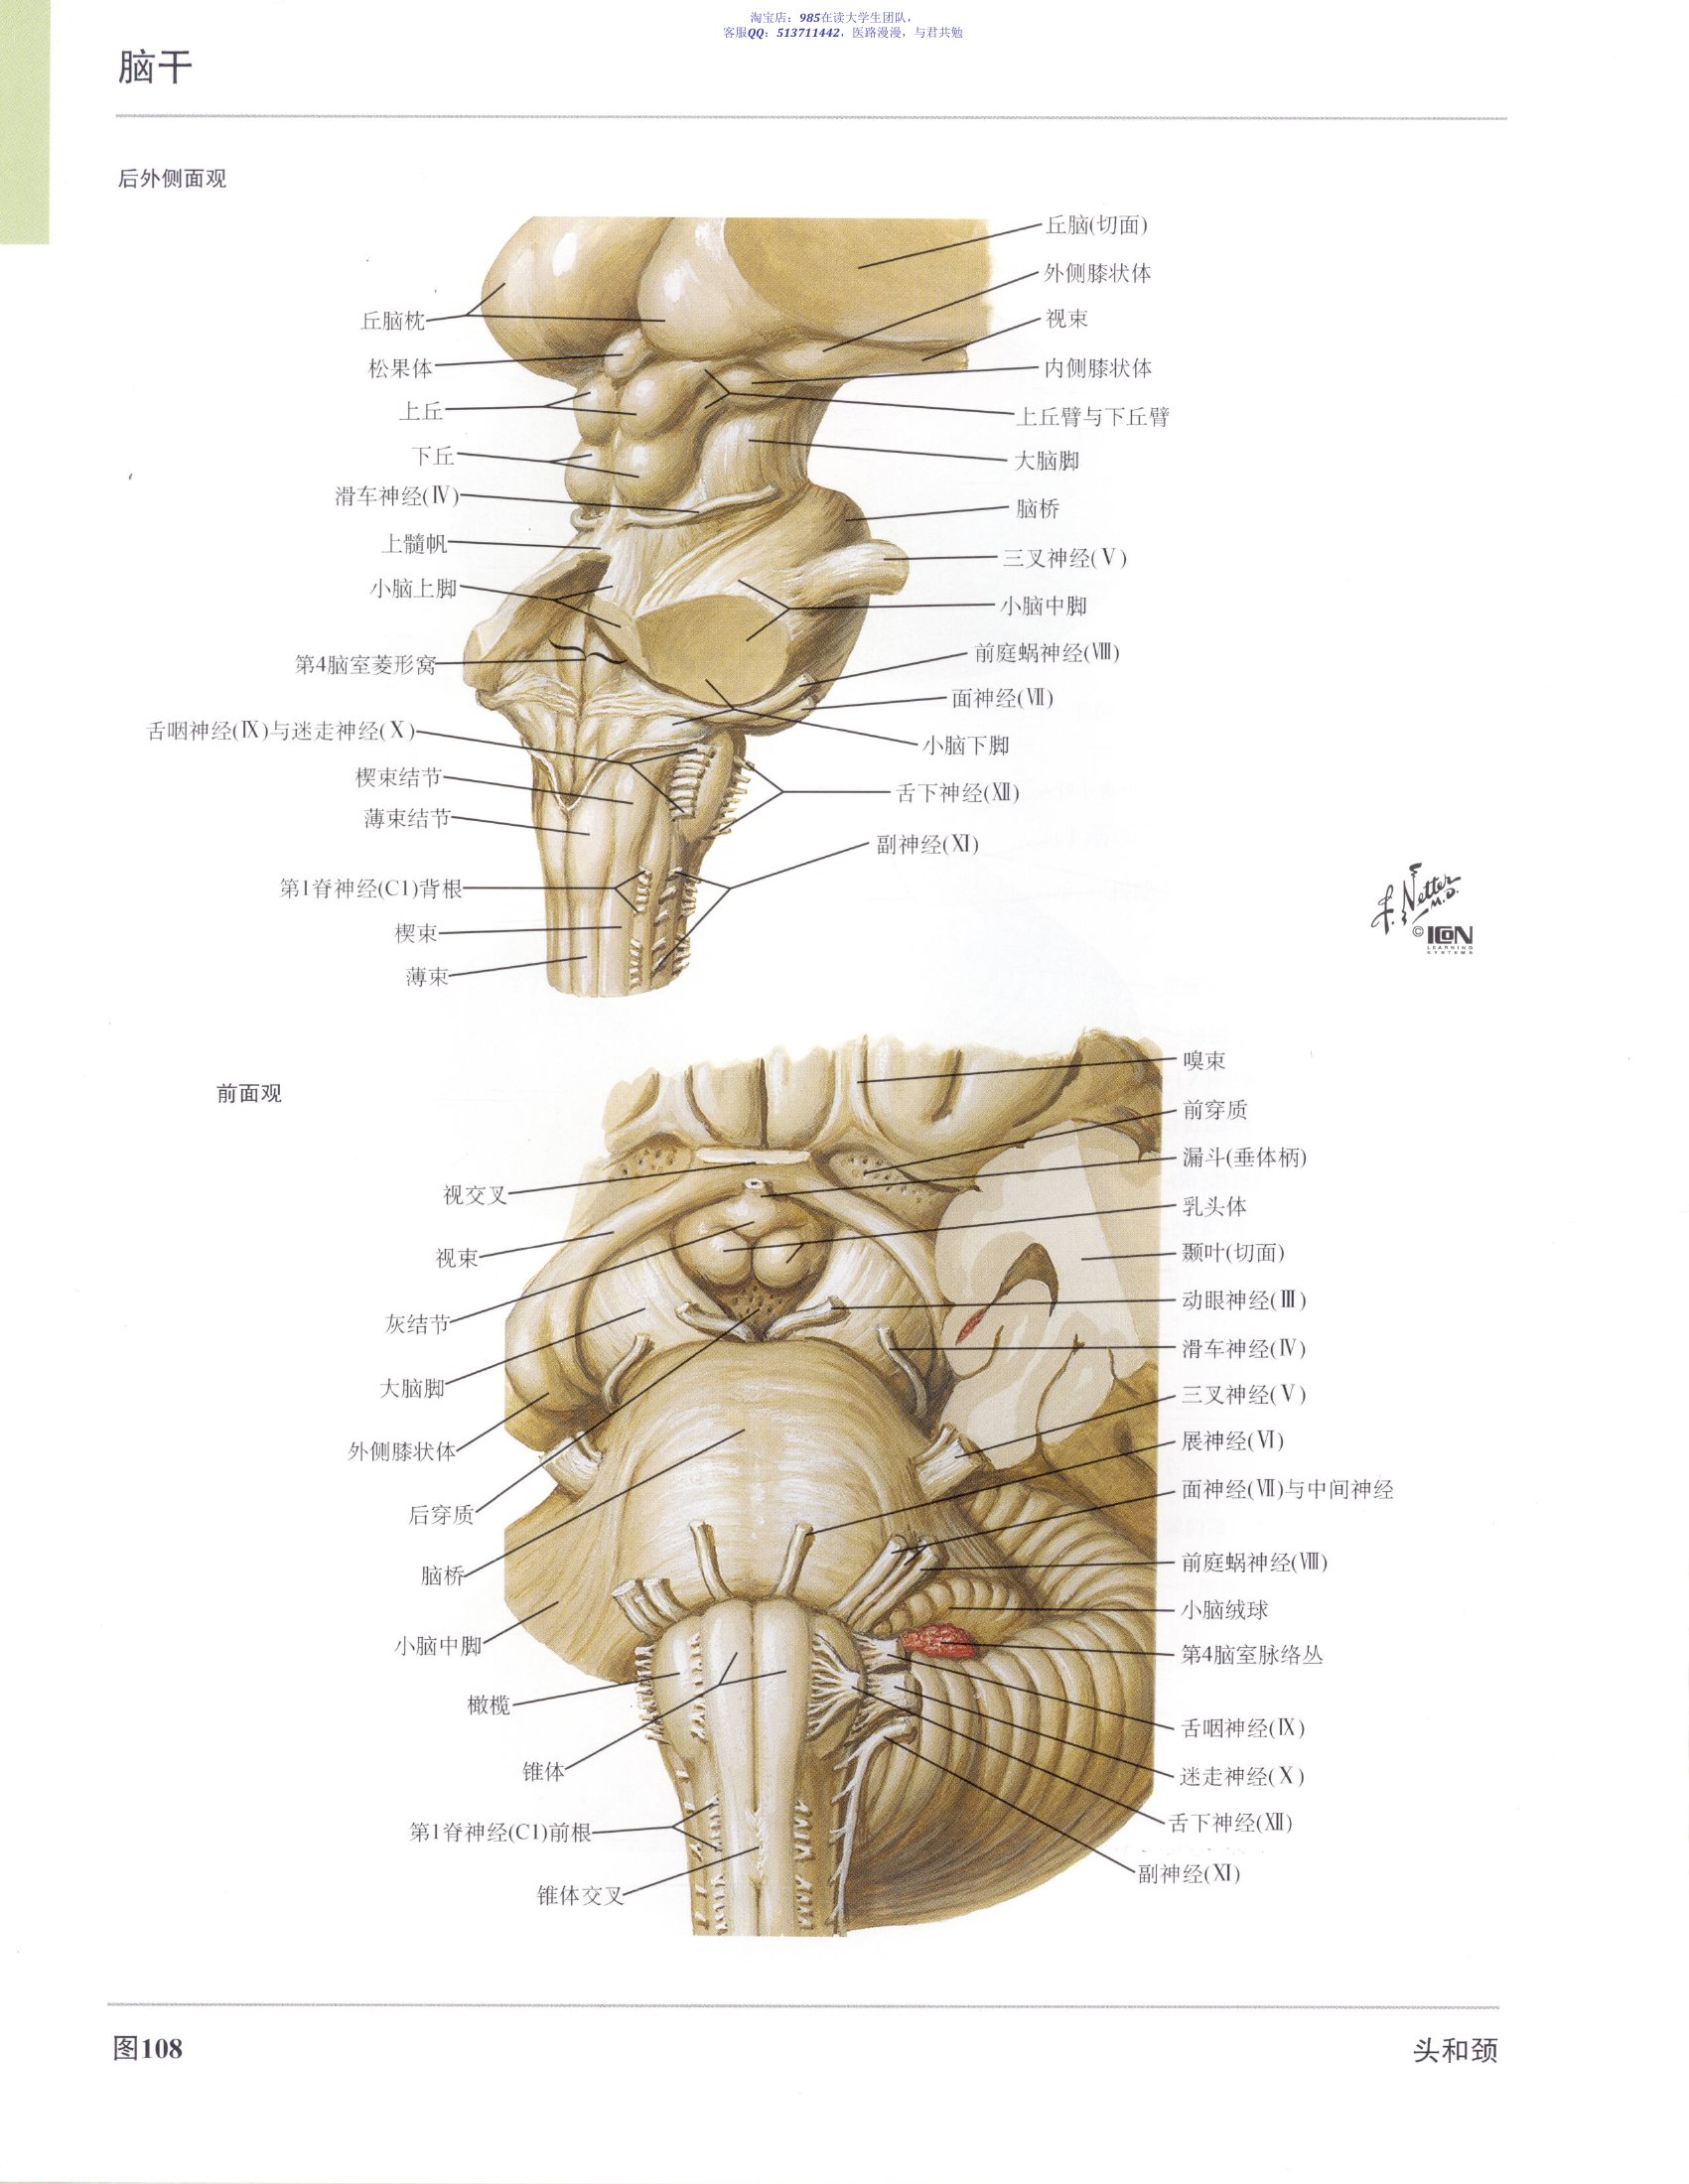 淘宝店：985在读大学生团队，
客服QQ：513711442，医路漫漫，与君共勉
脑干
后外侧面观
丘脑(切面)
外侧膝状体
视束
内侧膝状体
上丘臂与下丘臂
大脑脚
脑桥
三叉神经(Ⅴ)
小脑中脚
前庭蜗神经(Ⅷ)
面神经(Ⅶ)
小脑下脚
舌下神经(Ⅻ)
副神经(Ⅺ)
丘脑枕
松果体
上丘
下丘
滑车神经(Ⅳ)
上髓帆
小脑上脚
第4脑室菱形窝
舌咽神经(Ⅸ)与迷走神经(Ⅹ)
楔束结节
薄束结节
第1脊神经(C1)背根
楔束
薄束
F. Netter M.D.
© ICON
LEARNING
SYSTEMS
前面观
嗅束
前穿质
漏斗(垂体柄)
乳头体
颞叶(切面)
动眼神经(Ⅲ)
滑车神经(Ⅳ)
三叉神经(Ⅴ)
展神经(Ⅵ)
面神经(Ⅶ)与中间神经
前庭蜗神经(Ⅷ)
小脑绒球
第4脑室脉络丛
舌咽神经(Ⅸ)
迷走神经(Ⅹ)
舌下神经(Ⅻ)
副神经(Ⅺ)
视交叉
视束
灰结节
大脑脚
外侧膝状体
后穿质
脑桥
小脑中脚
橄榄
锥体
第1脊神经(C1)前根
锥体交叉
图108
头和颈